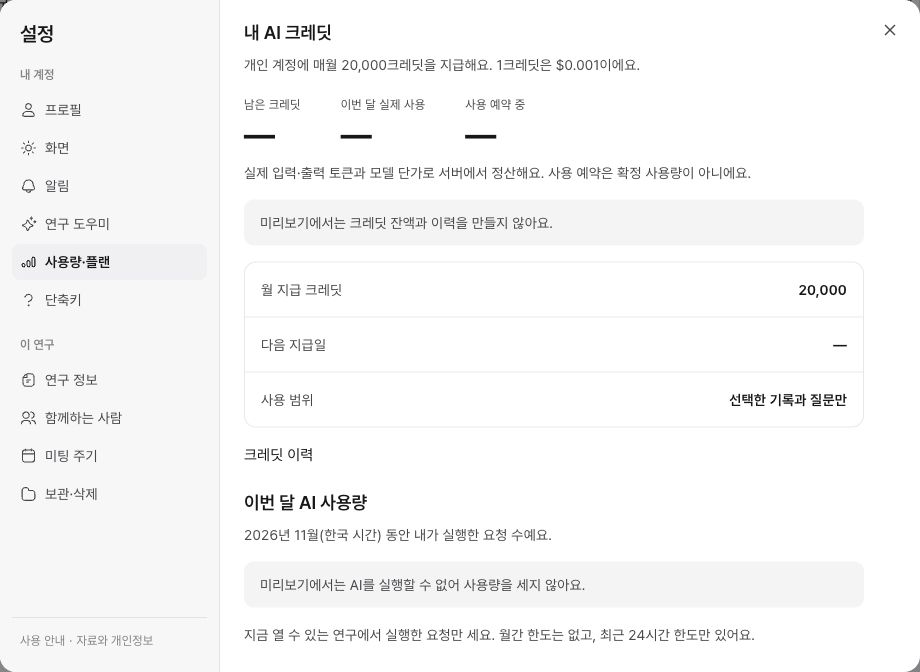 설정
내 계정
프로필
화면
알림
연구 도우미
사용량·플랜
단축키
이 연구
연구 정보
함께하는 사람
미팅 주기
보관·삭제
사용 안내 · 자료와 개인정보
내 AI 크레딧
개인 계정에 매월 20,000크레딧을 지급해요. 1크레딧은 $0.001이에요.
남은 크레딧 이번 달 실제 사용 사용 예약 중
— — —
실제 입력·출력 토큰과 모델 단가로 서버에서 정산해요. 사용 예약은 확정 사용량이 아니에요.
미리보기에서는 크레딧 잔액과 이력을 만들지 않아요.
월 지급 크레딧 20,000
다음 지급일 —
사용 범위 선택한 기록과 질문만
크레딧 이력
이번 달 AI 사용량
2026년 11월(한국 시간) 동안 내가 실행한 요청 수예요.
미리보기에서는 AI를 실행할 수 없어 사용량을 세지 않아요.
지금 열 수 있는 연구에서 실행한 요청만 세요. 월간 한도는 없고, 최근 24시간 한도만 있어요.